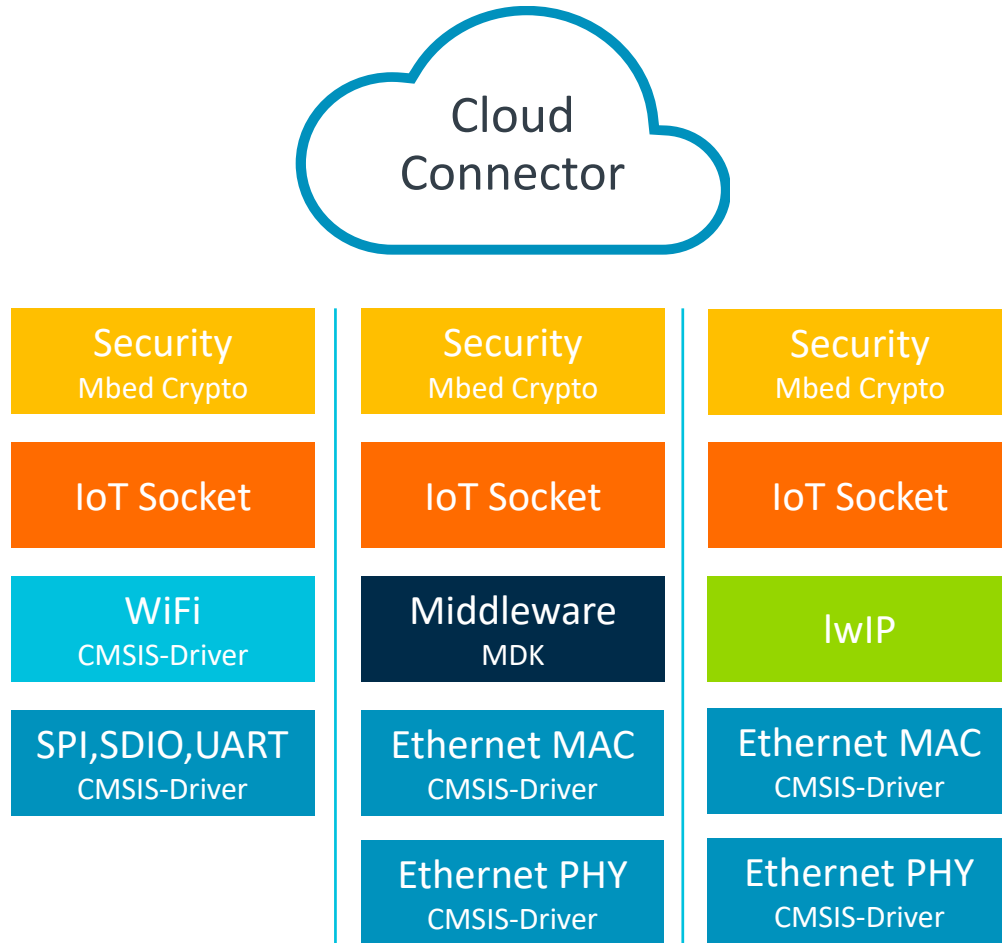 Cloud
Connector
Security
Mbed Crypto
IoT Socket
WiFi
CMSIS-Driver
SPI,SDIO,UART
CMSIS-Driver
Security
Mbed Crypto
IoT Socket
Middleware
MDK
Ethernet MAC
CMSIS-Driver
Ethernet PHY
CMSIS-Driver
Security
Mbed Crypto
IoT Socket
lwIP
Ethernet MAC
CMSIS-Driver
Ethernet PHY
CMSIS-Driver